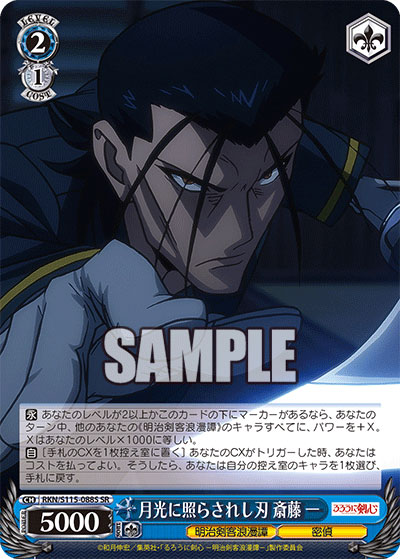 LEVEL
2
1
COST
SAMPLE
永 あなたのレベルが2以上かこのカードの下にマーカーがあるなら、あなたの
ターン中、他のあなたの《明治剣客浪漫譚》のキャラすべてに、パワーを+X。
Xはあなたのレベル×1000に等しい。
自 [手札のCXを1枚控え室に置く] あなたのCXがトリガーした時、あなたは
コストを払ってよい。そうしたら、あなたは自分の控え室のキャラを1枚選び、
手札に戻す。
CH RKN/S115-088S SR
5000
月光に照らされし刃 斎藤 一
るろうに剣心
明治剣客浪漫譚 密偵
©和月伸宏/集英社・「るろうに剣心 -明治剣客浪漫譚-」製作委員会